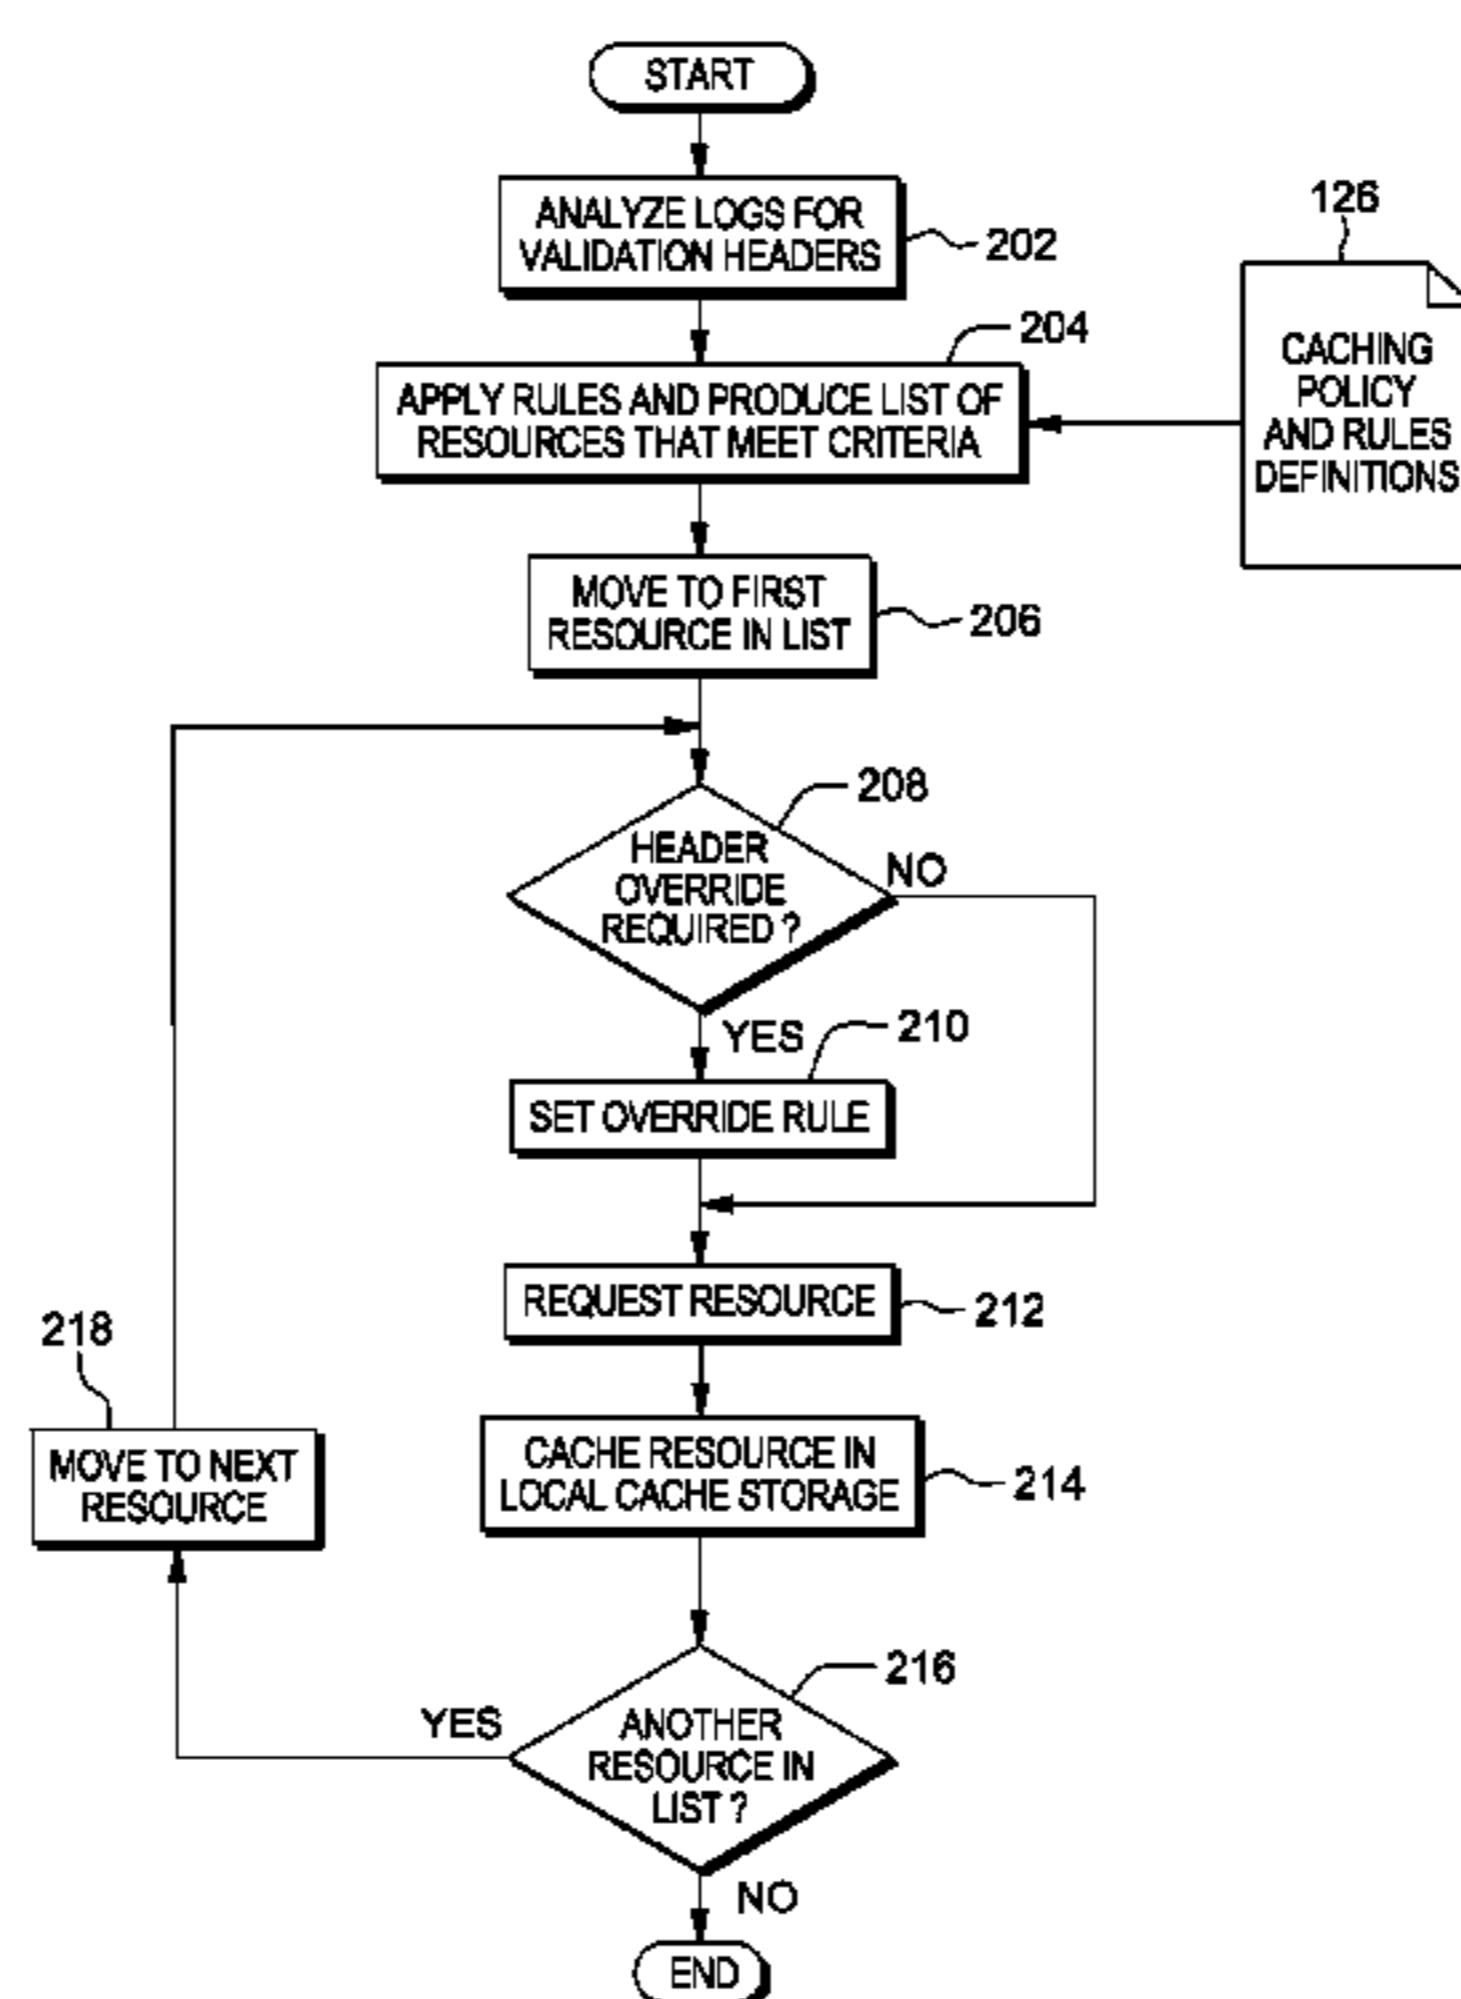 START
ANALYZE LOGS FOR
VALIDATION HEADERS
202
126
204
APPLY RULES AND PRODUCE LIST OF
RESOURCES THAT MEET CRITERIA
CACHING
POLICY
AND RULES
DEFINITIONS
MOVE TO FIRST
RESOURCE IN LIST
206
208
HEADER
OVERRIDE
REQUIRED ?
NO
YES
210
SET OVERRIDE RULE
REQUEST RESOURCE
212
218
MOVE TO NEXT
RESOURCE
CACHE RESOURCE IN
LOCAL CACHE STORAGE
214
216
YES
ANOTHER
RESOURCE IN
LIST ?
NO
END